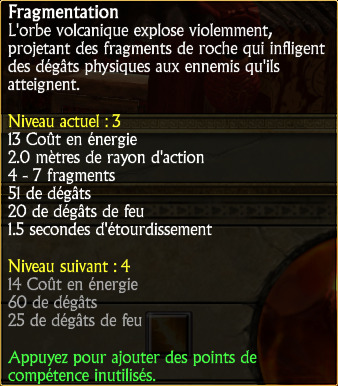 Fragmentation
L'orbe volcanique explose violemment,
projetant des fragments de roche qui infligent
des dégâts physiques aux ennemis qu'ils
atteignent.
Niveau actuel : 3
13 Coût en énergie
2.0 mètres de rayon d'action
4 - 7 fragments
51 de dégâts
20 de dégâts de feu
1.5 secondes d'étourdissement
Niveau suivant : 4
14 Coût en énergie
60 de dégâts
25 de dégâts de feu
Appuyez pour ajouter des points de
compétence inutilisés.